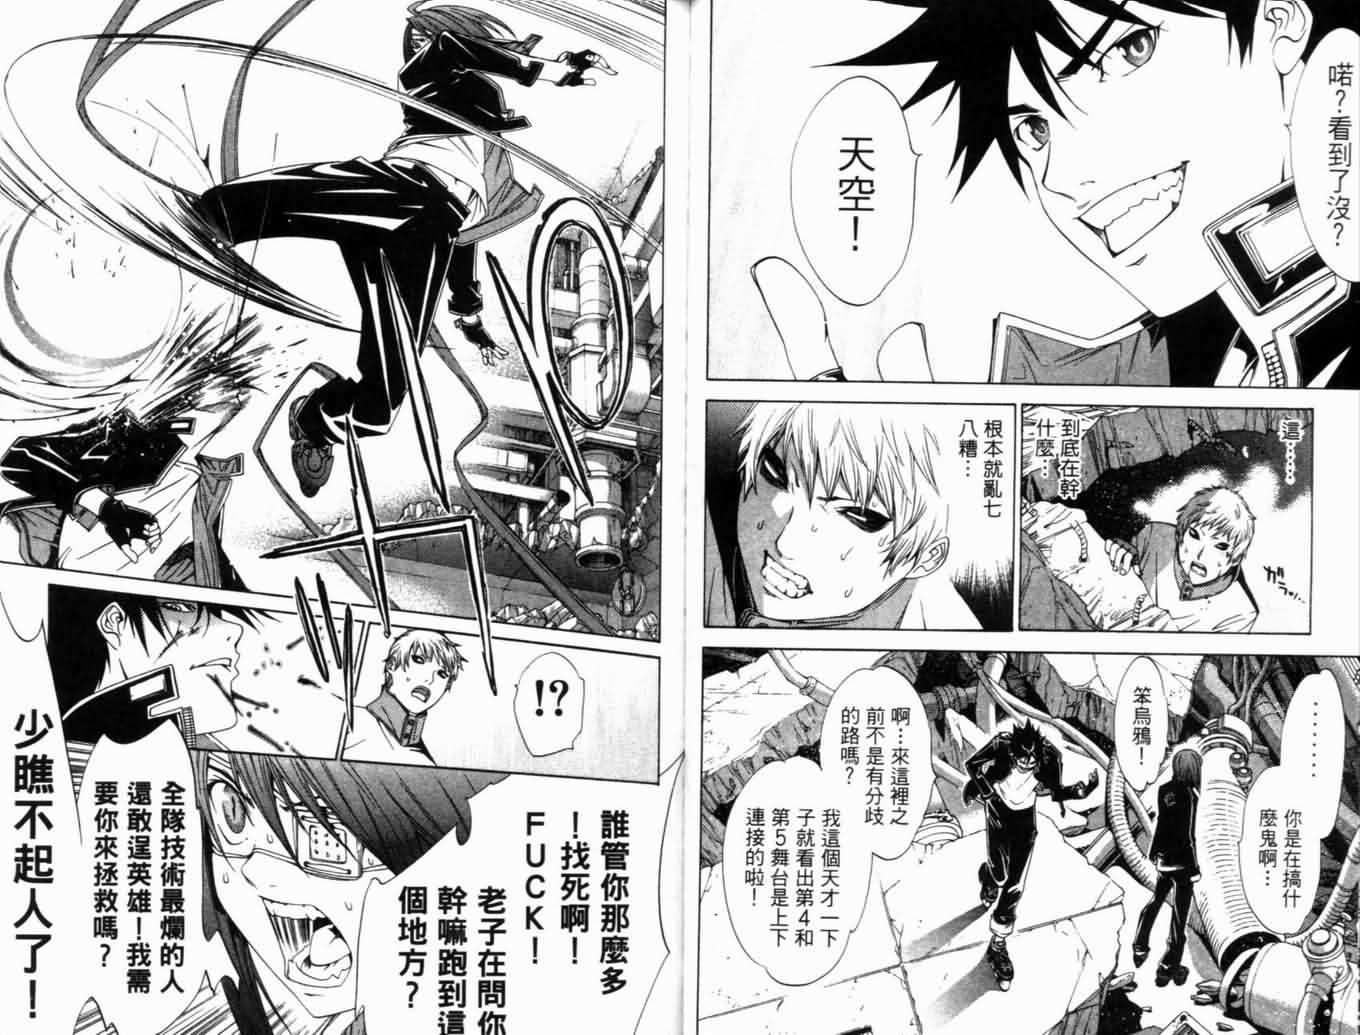 喏？看到了沒？
天空！
這……
到底在幹
什麼…
ガラ…
根本就亂七
八糟…
………
你是在搞什
麼鬼啊…
笨烏鴉！
啊…來這裡之
前不是有分歧
的路嗎？
我這個天才一下
子就看出第４和
第５舞台是上下
連接的啦！
!?
誰管你那麼多
！找死啊！
ＦＵＣＫ！
老子在問你
幹嘛跑到這
個地方？
全隊技術最爛的人
還敢逞英雄！我需
要你來拯救嗎？
少瞧不起人了！